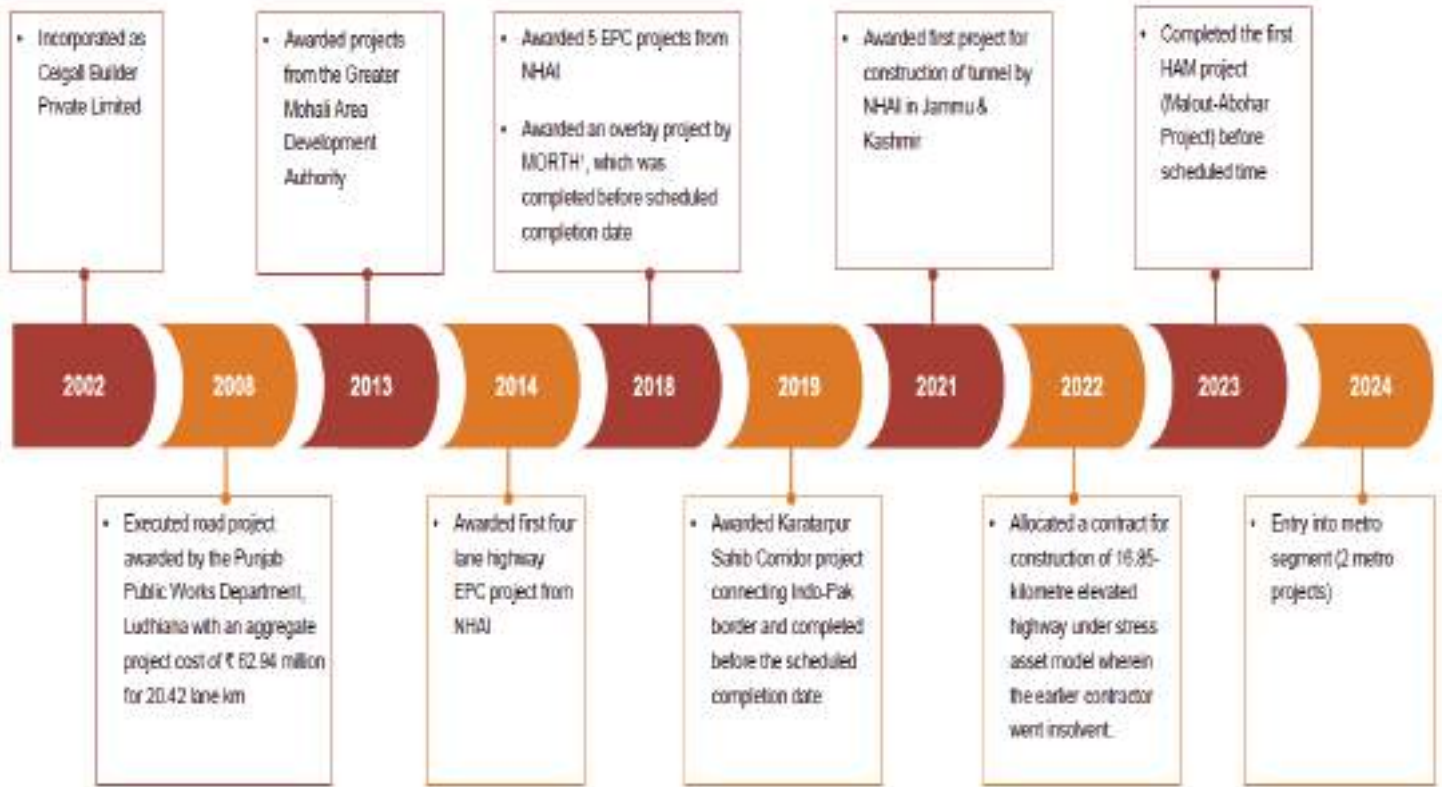 • Incorporated as
Ceigall Builder
Private Limited
• Awarded projects
from the Greater
Mohali Area
Development
Authority
• Awarded 5 EPC projects from
NHAI
• Awarded an overlay project by
MORTH¹, which was
completed before scheduled
completion date
• Awarded first project for
construction of tunnel by
NHAI in Jammu &
Kashmir
• Completed the first
HAM project
(Malout-Abohar
Project) before
scheduled time
2002
2008
2013
2014
2018
2019
2021
2022
2023
2024
• Executed road project
awarded by the Punjab
Public Works Department,
Ludhiana with an aggregate
project cost of ₹ 62.94 million
for 20.42 lane km
• Awarded first four
lane highway
EPC project from
NHAI
• Awarded Karatarpur
Sahib Corridor project
connecting Indo-Pak
border and completed
before the scheduled
completion date
• Allocated a contract for
construction of 16.85-
kilometre elevated
highway under stress
asset model wherein
the earlier contractor
went insolvent.
• Entry into metro
segment (2 metro
projects)